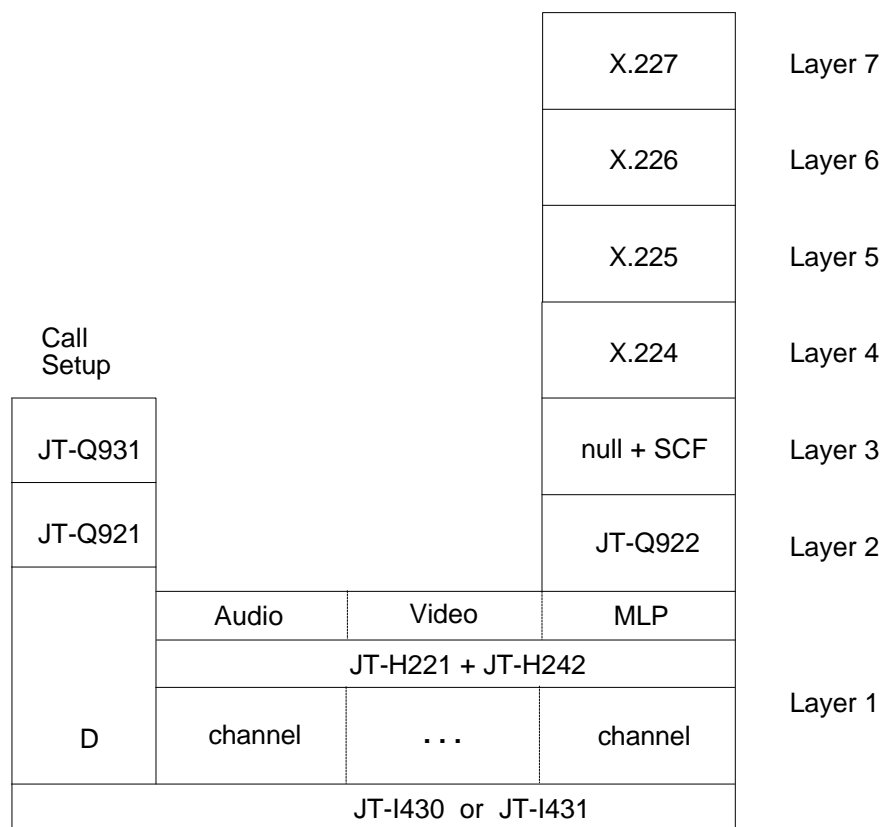 X.227 Layer 7
X.226 Layer 6
X.225 Layer 5
Call
Setup
X.224 Layer 4
JT-Q931 null + SCF Layer 3
JT-Q921 JT-Q922 Layer 2
Audio Video MLP
JT-H221 + JT-H242
Layer 1
D channel ... channel
JT-I430 or JT-I431